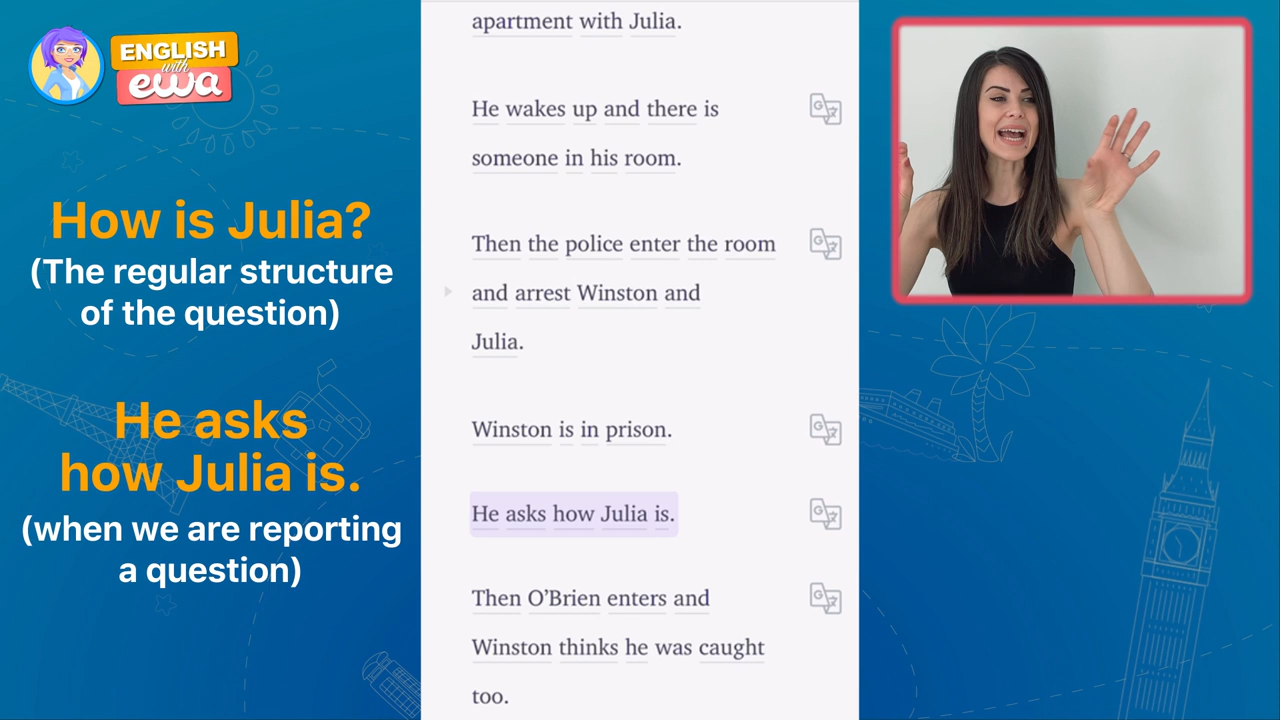 ENGLISH
with
ewa
How is Julia?
(The regular structure
of the question)
He asks
how Julia is.
(when we are reporting
a question)
apartment with Julia.
He wakes up and there is
someone in his room.
Then the police enter the room
and arrest Winston and
Julia.
Winston is in prison.
He asks how Julia is.
Then O’Brien enters and
Winston thinks he was caught
too.